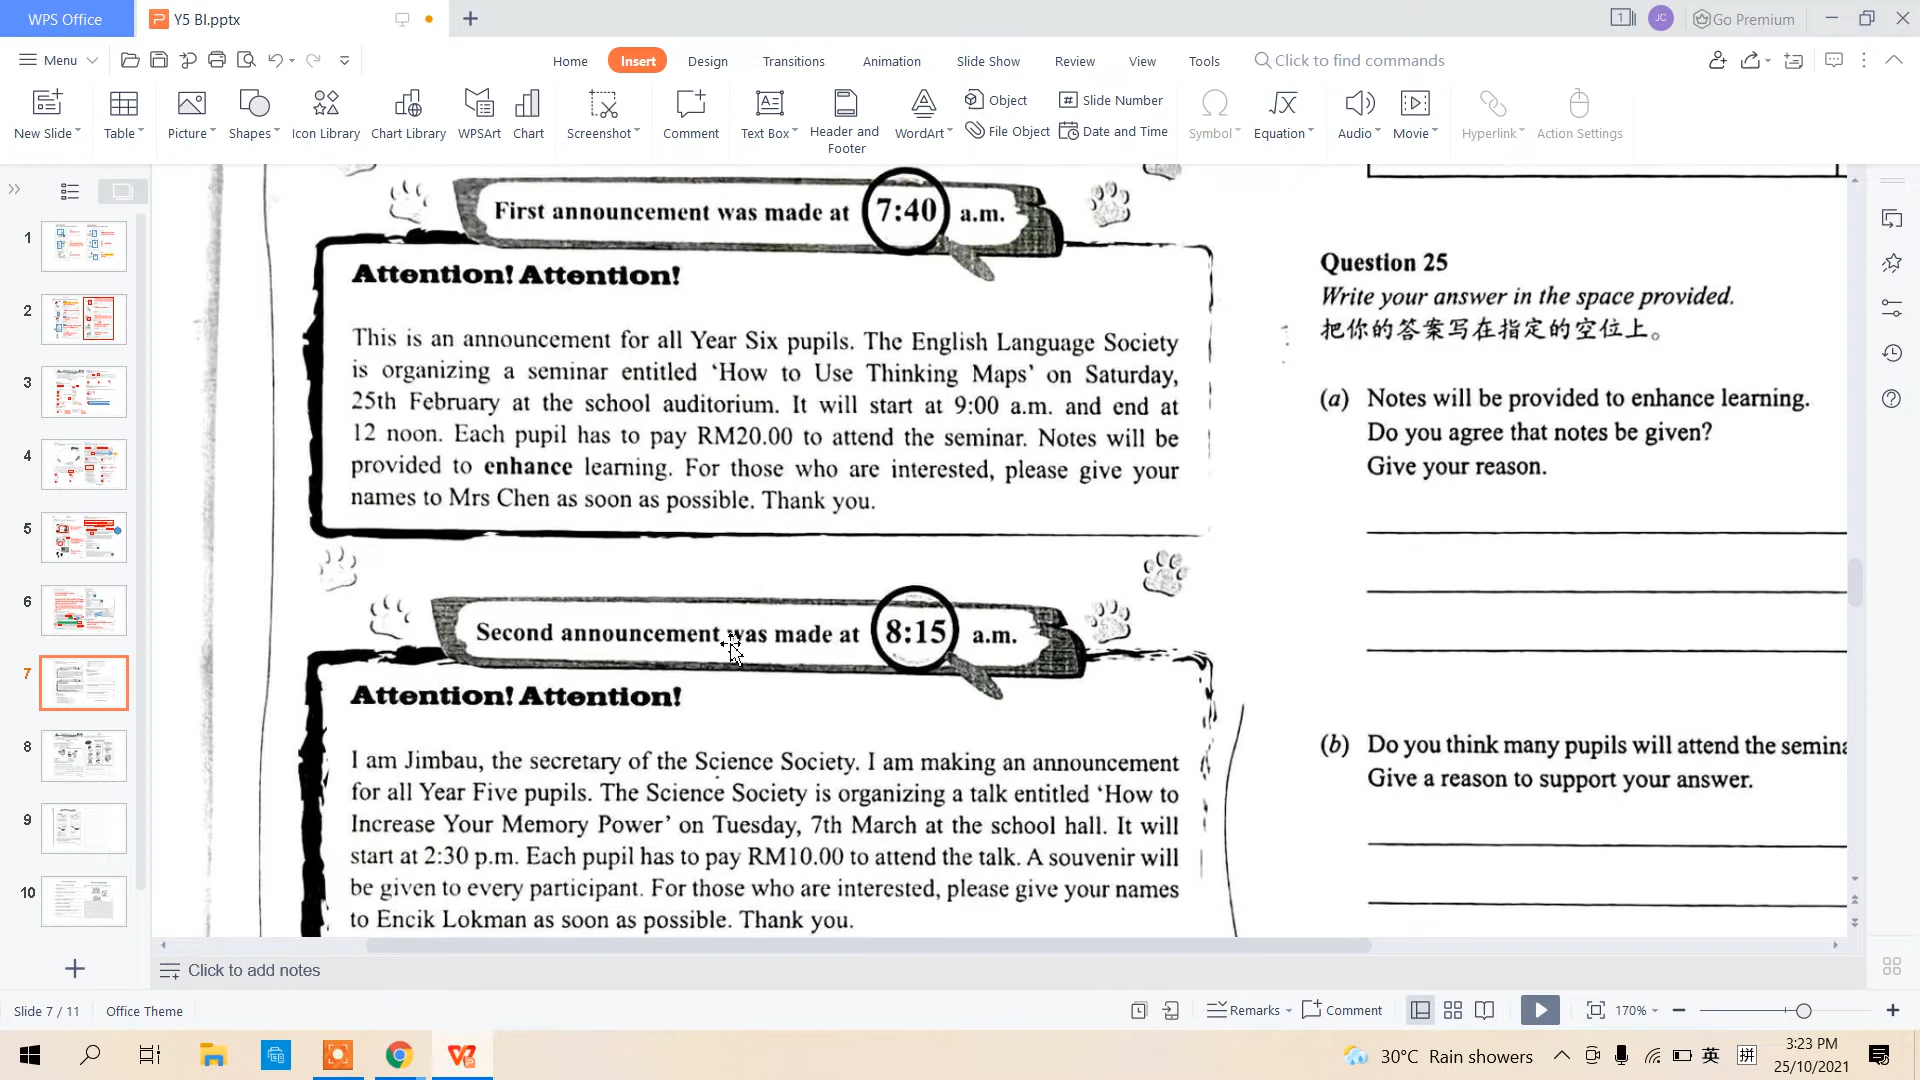 WPS Office
Y5 BI.pptx
1
JC
Go Premium
Menu
Home
Insert
Design
Transitions
Animation
Slide Show
Review
View
Tools
Click to find commands
New Slide
Table
Picture
Shapes
Icon Library
Chart Library
WPSArt
Chart
Screenshot
Comment
Text Box
Header and Footer
WordArt
Object
File Object
Slide Number
Date and Time
Symbol
Equation
Audio
Movie
Hyperlink
Action Settings
1
2
3
4
5
6
7
8
9
10
First announcement was made at 7:40 a.m.
Attention! Attention!
This is an announcement for all Year Six pupils. The English Language Society
is organizing a seminar entitled ‘How to Use Thinking Maps’ on Saturday,
25th February at the school auditorium. It will start at 9:00 a.m. and end at
12 noon. Each pupil has to pay RM20.00 to attend the seminar. Notes will be
provided to enhance learning. For those who are interested, please give your
names to Mrs Chen as soon as possible. Thank you.
Second announcement was made at 8:15 a.m.
Attention! Attention!
I am Jimbau, the secretary of the Science Society. I am making an announcement
for all Year Five pupils. The Science Society is organizing a talk entitled ‘How to
Increase Your Memory Power’ on Tuesday, 7th March at the school hall. It will
start at 2:30 p.m. Each pupil has to pay RM10.00 to attend the talk. A souvenir will
be given to every participant. For those who are interested, please give your names
to Encik Lokman as soon as possible. Thank you.
Question 25
Write your answer in the space provided.
把你的答案写在指定的空位上。
(a) Notes will be provided to enhance learning.
Do you agree that notes be given?
Give your reason.
(b) Do you think many pupils will attend the semina
Give a reason to support your answer.
Click to add notes
Slide 7 / 11
Office Theme
Remarks
Comment
170%
30°C Rain showers
英
拼
3:23 PM
25/10/2021